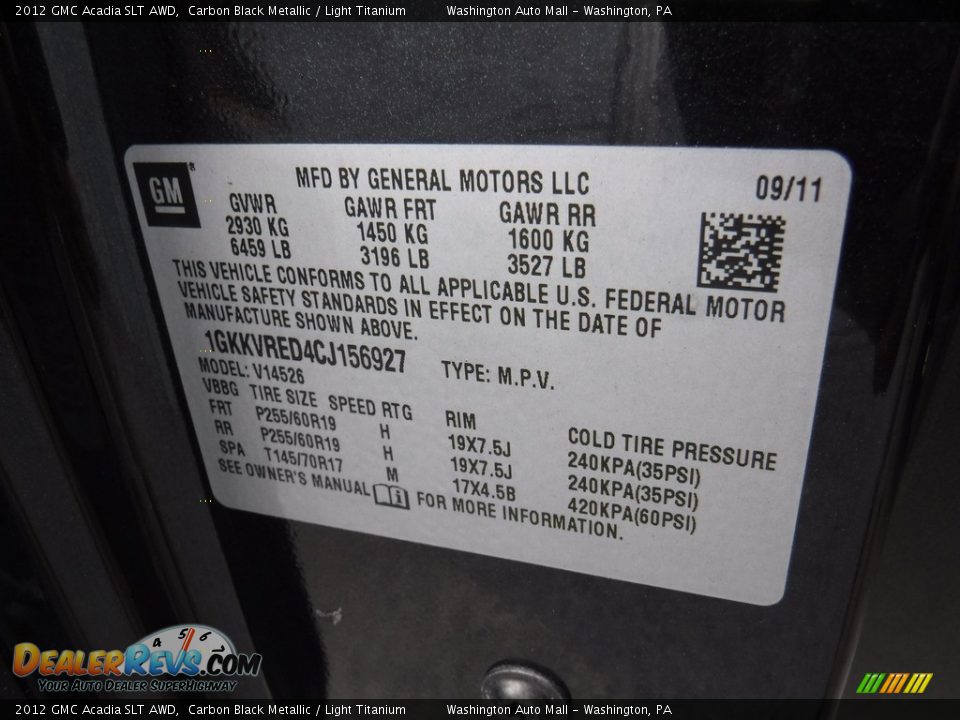 2012 GMC Acadia SLT AWD, Carbon Black Metallic / Light Titanium Washington Auto Mall - Washington, PA
GM
MFD BY GENERAL MOTORS LLC 09/11
GVWR GAWR FRT GAWR RR
2930 KG 1450 KG 1600 KG
6459 LB 3196 LB 3527 LB
THIS VEHICLE CONFORMS TO ALL APPLICABLE U.S. FEDERAL MOTOR
VEHICLE SAFETY STANDARDS IN EFFECT ON THE DATE OF
MANUFACTURE SHOWN ABOVE.
1GKKVRED4CJ156927 TYPE: M.P.V.
MODEL: V14526
VBBG TIRE SIZE SPEED RTG RIM COLD TIRE PRESSURE
FRT P255/60R19 H 19X7.5J 240KPA(35PSI)
RR P255/60R19 H 19X7.5J 240KPA(35PSI)
SPA T145/70R17 M 17X4.5B 420KPA(60PSI)
SEE OWNER'S MANUAL i FOR MORE INFORMATION.
4 5 6
DEALERREVS.COM
Your Auto Dealer SuperHighway
2012 GMC Acadia SLT AWD, Carbon Black Metallic / Light Titanium Washington Auto Mall - Washington, PA